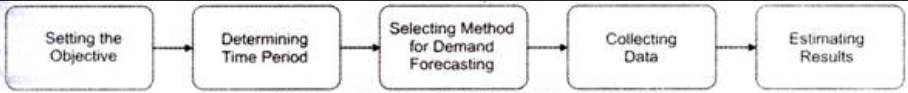 Setting the
Objective
Determining
Time Period
Selecting Method
for Demand
Forecasting
Collecting
Data
Estimating
Results